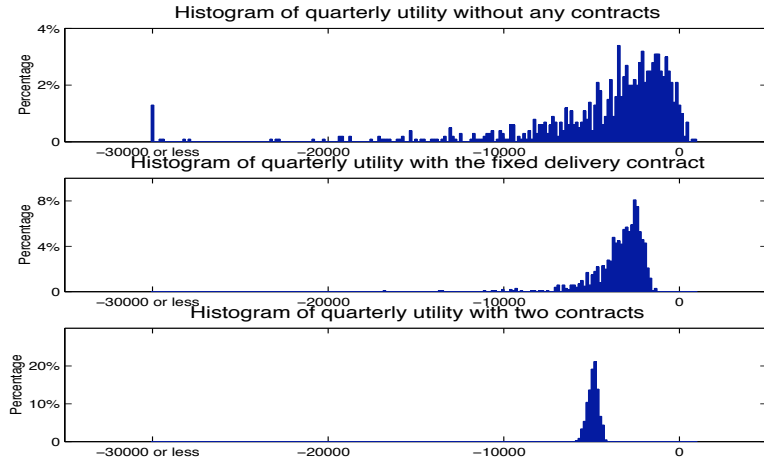 Histogram of quarterly utility without any contracts
4%
2%
0
Percentage
−30000 or less −20000 −10000 0
Histogram of quarterly utility with the fixed delivery contract
8%
4%
0
Percentage
−30000 or less −20000 −10000 0
Histogram of quarterly utility with two contracts
20%
10%
0
Percentage
−30000 or less −20000 −10000 0